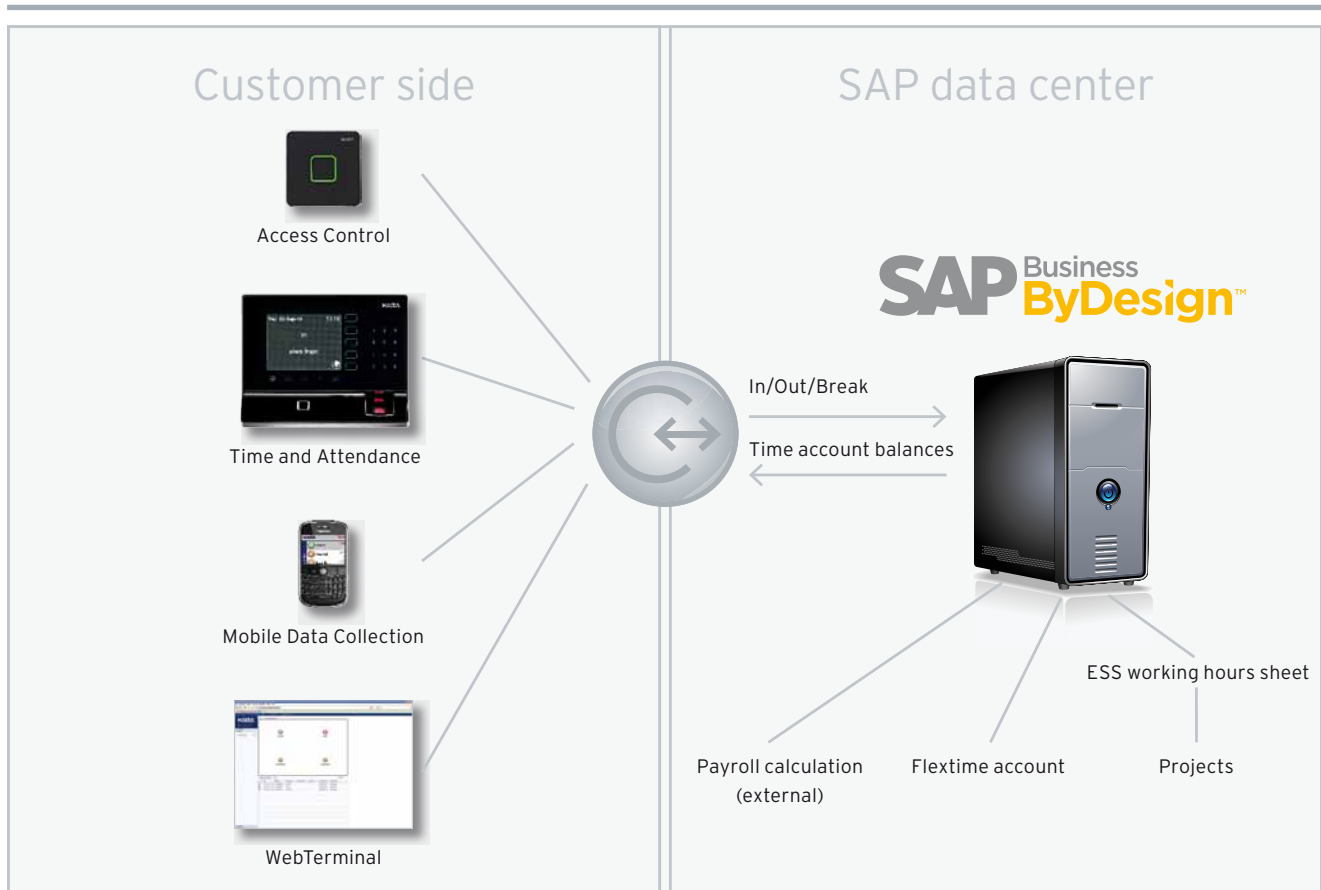 Customer side
SAP data center
Access Control
Time and Attendance
Mobile Data Collection
WebTerminal
SAP Business
ByDesign™
In/Out/Break
Time account balances
ESS working hours sheet
Payroll calculation
(external)
Flextime account
Projects